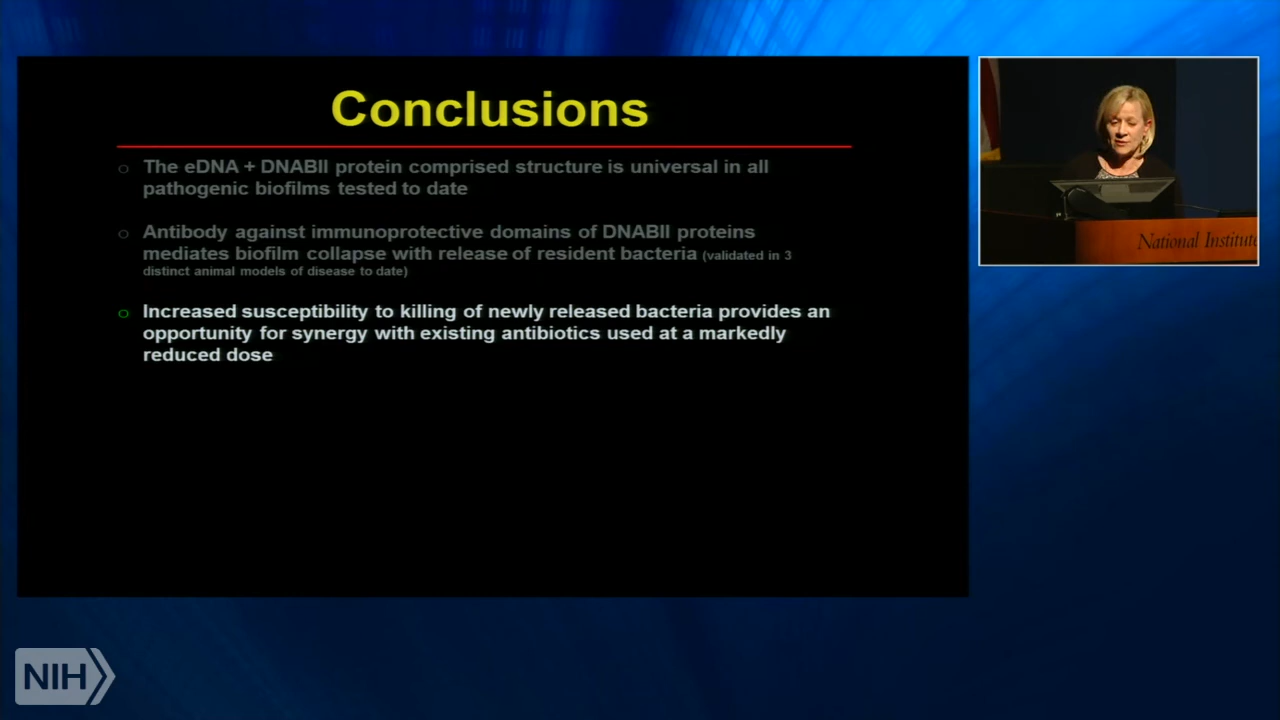 Conclusions
The eDNA + DNABII protein comprised structure is universal in all
pathogenic biofilms tested to date
Antibody against immunoprotective domains of DNABII proteins
mediates biofilm collapse with release of resident bacteria (validated in 3
distinct animal models of disease to date)
Increased susceptibility to killing of newly released bacteria provides an
opportunity for synergy with existing antibiotics used at a markedly
reduced dose
National Institute
NIH